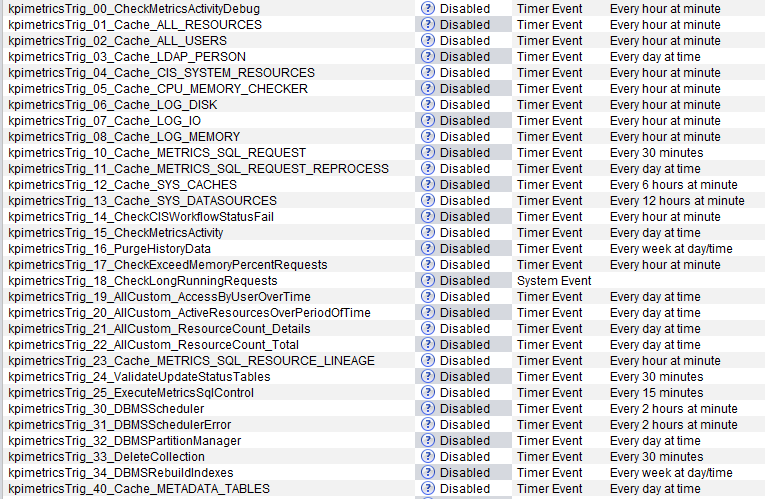 kpimetricsTrig_00_CheckMetricsActivityDebug ? Disabled Timer Event Every hour at minute
kpimetricsTrig_01_Cache_ALL_RESOURCES ? Disabled Timer Event Every hour at minute
kpimetricsTrig_02_Cache_ALL_USERS ? Disabled Timer Event Every hour at minute
kpimetricsTrig_03_Cache_LDAP_PERSON ? Disabled Timer Event Every day at time
kpimetricsTrig_04_Cache_CIS_SYSTEM_RESOURCES ? Disabled Timer Event Every hour at minute
kpimetricsTrig_05_Cache_CPU_MEMORY_CHECKER ? Disabled Timer Event Every hour at minute
kpimetricsTrig_06_Cache_LOG_DISK ? Disabled Timer Event Every hour at minute
kpimetricsTrig_07_Cache_LOG_IO ? Disabled Timer Event Every hour at minute
kpimetricsTrig_08_Cache_LOG_MEMORY ? Disabled Timer Event Every hour at minute
kpimetricsTrig_10_Cache_METRICS_SQL_REQUEST ? Disabled Timer Event Every 30 minutes
kpimetricsTrig_11_Cache_METRICS_SQL_REQUEST_REPROCESS ? Disabled Timer Event Every day at time
kpimetricsTrig_12_Cache_SYS_CACHES ? Disabled Timer Event Every 6 hours at minute
kpimetricsTrig_13_Cache_SYS_DATASOURCES ? Disabled Timer Event Every 12 hours at minute
kpimetricsTrig_14_CheckCISWorkflowStatusFail ? Disabled Timer Event Every hour at minute
kpimetricsTrig_15_CheckMetricsActivity ? Disabled Timer Event Every day at time
kpimetricsTrig_16_PurgeHistoryData ? Disabled Timer Event Every week at day/time
kpimetricsTrig_17_CheckExceedMemoryPercentRequests ? Disabled Timer Event Every hour at minute
kpimetricsTrig_18_CheckLongRunningRequests ? Disabled System Event
kpimetricsTrig_19_AllCustom_AccessByUserOverTime ? Disabled Timer Event Every day at time
kpimetricsTrig_20_AllCustom_ActiveResourcesOverPeriodOfTime ? Disabled Timer Event Every day at time
kpimetricsTrig_21_AllCustom_ResourceCount_Details ? Disabled Timer Event Every day at time
kpimetricsTrig_22_AllCustom_ResourceCount_Total ? Disabled Timer Event Every day at time
kpimetricsTrig_23_Cache_METRICS_SQL_RESOURCE_LINEAGE ? Disabled Timer Event Every hour at minute
kpimetricsTrig_24_ValidateUpdateStatusTables ? Disabled Timer Event Every 30 minutes
kpimetricsTrig_25_ExecuteMetricsSqlControl ? Disabled Timer Event Every 15 minutes
kpimetricsTrig_30_DBMSScheduler ? Disabled Timer Event Every 2 hours at minute
kpimetricsTrig_31_DBMSSchedulerError ? Disabled Timer Event Every 2 hours at minute
kpimetricsTrig_32_DBMSPartitionManager ? Disabled Timer Event Every day at time
kpimetricsTrig_33_DeleteCollection ? Disabled Timer Event Every 30 minutes
kpimetricsTrig_34_DBMSRebuildIndexes ? Disabled Timer Event Every week at day/time
kpimetricsTrig_40_Cache_METADATA_TABLES ? Disabled Timer Event Every day at time